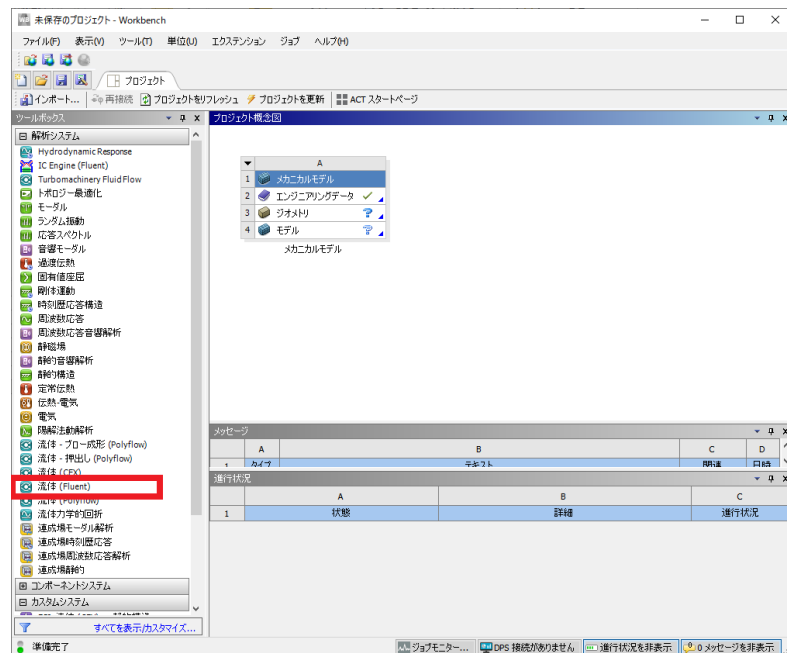 未保存のプロジェクト - Workbench
ファイル(F) 表示(V) ツール(T) 単位(U) エクステンション ジョブ ヘルプ(H)
プロジェクト
インポート... 再接続 プロジェクトをリフレッシュ プロジェクトを更新 ACT スタートページ
ツールボックス
解析システム
Hydrodynamic Response
IC Engine (Fluent)
Turbomachinery Fluid Flow
トポロジー最適化
モーダル
ランダム振動
応答スペクトル
音響モーダル
過渡伝熱
固有値座屈
剛体運動
時刻歴応答構造
周波数応答
周波数応答音響解析
静磁場
静的音響解析
静的構造
定常伝熱
伝熱-電気
電気
陽解法動解析
流体 - ブロー成形 (Polyflow)
流体 - 押出し (Polyflow)
流体 (CFX)
流体 (Fluent)
流体 (Polyflow)
流体力学的回折
連成場モーダル解析
連成場時刻歴応答
連成場周波数応答解析
連成場静的
コンポーネントシステム
カスタムシステム
すべてを表示/カスタマイズ...
プロジェクト概念図
A
1 メカニカルモデル
2 エンジニアリングデータ
3 ジオメトリ
4 モデル
メカニカルモデル
メッセージ
A B C D
1 タイプ テキスト 関連 日時
進行状況
A B C
1 状態 詳細 進行状況
準備完了
ジョブモニター... DPS 接続がありません 進行状況を非表示 0 メッセージを非表示